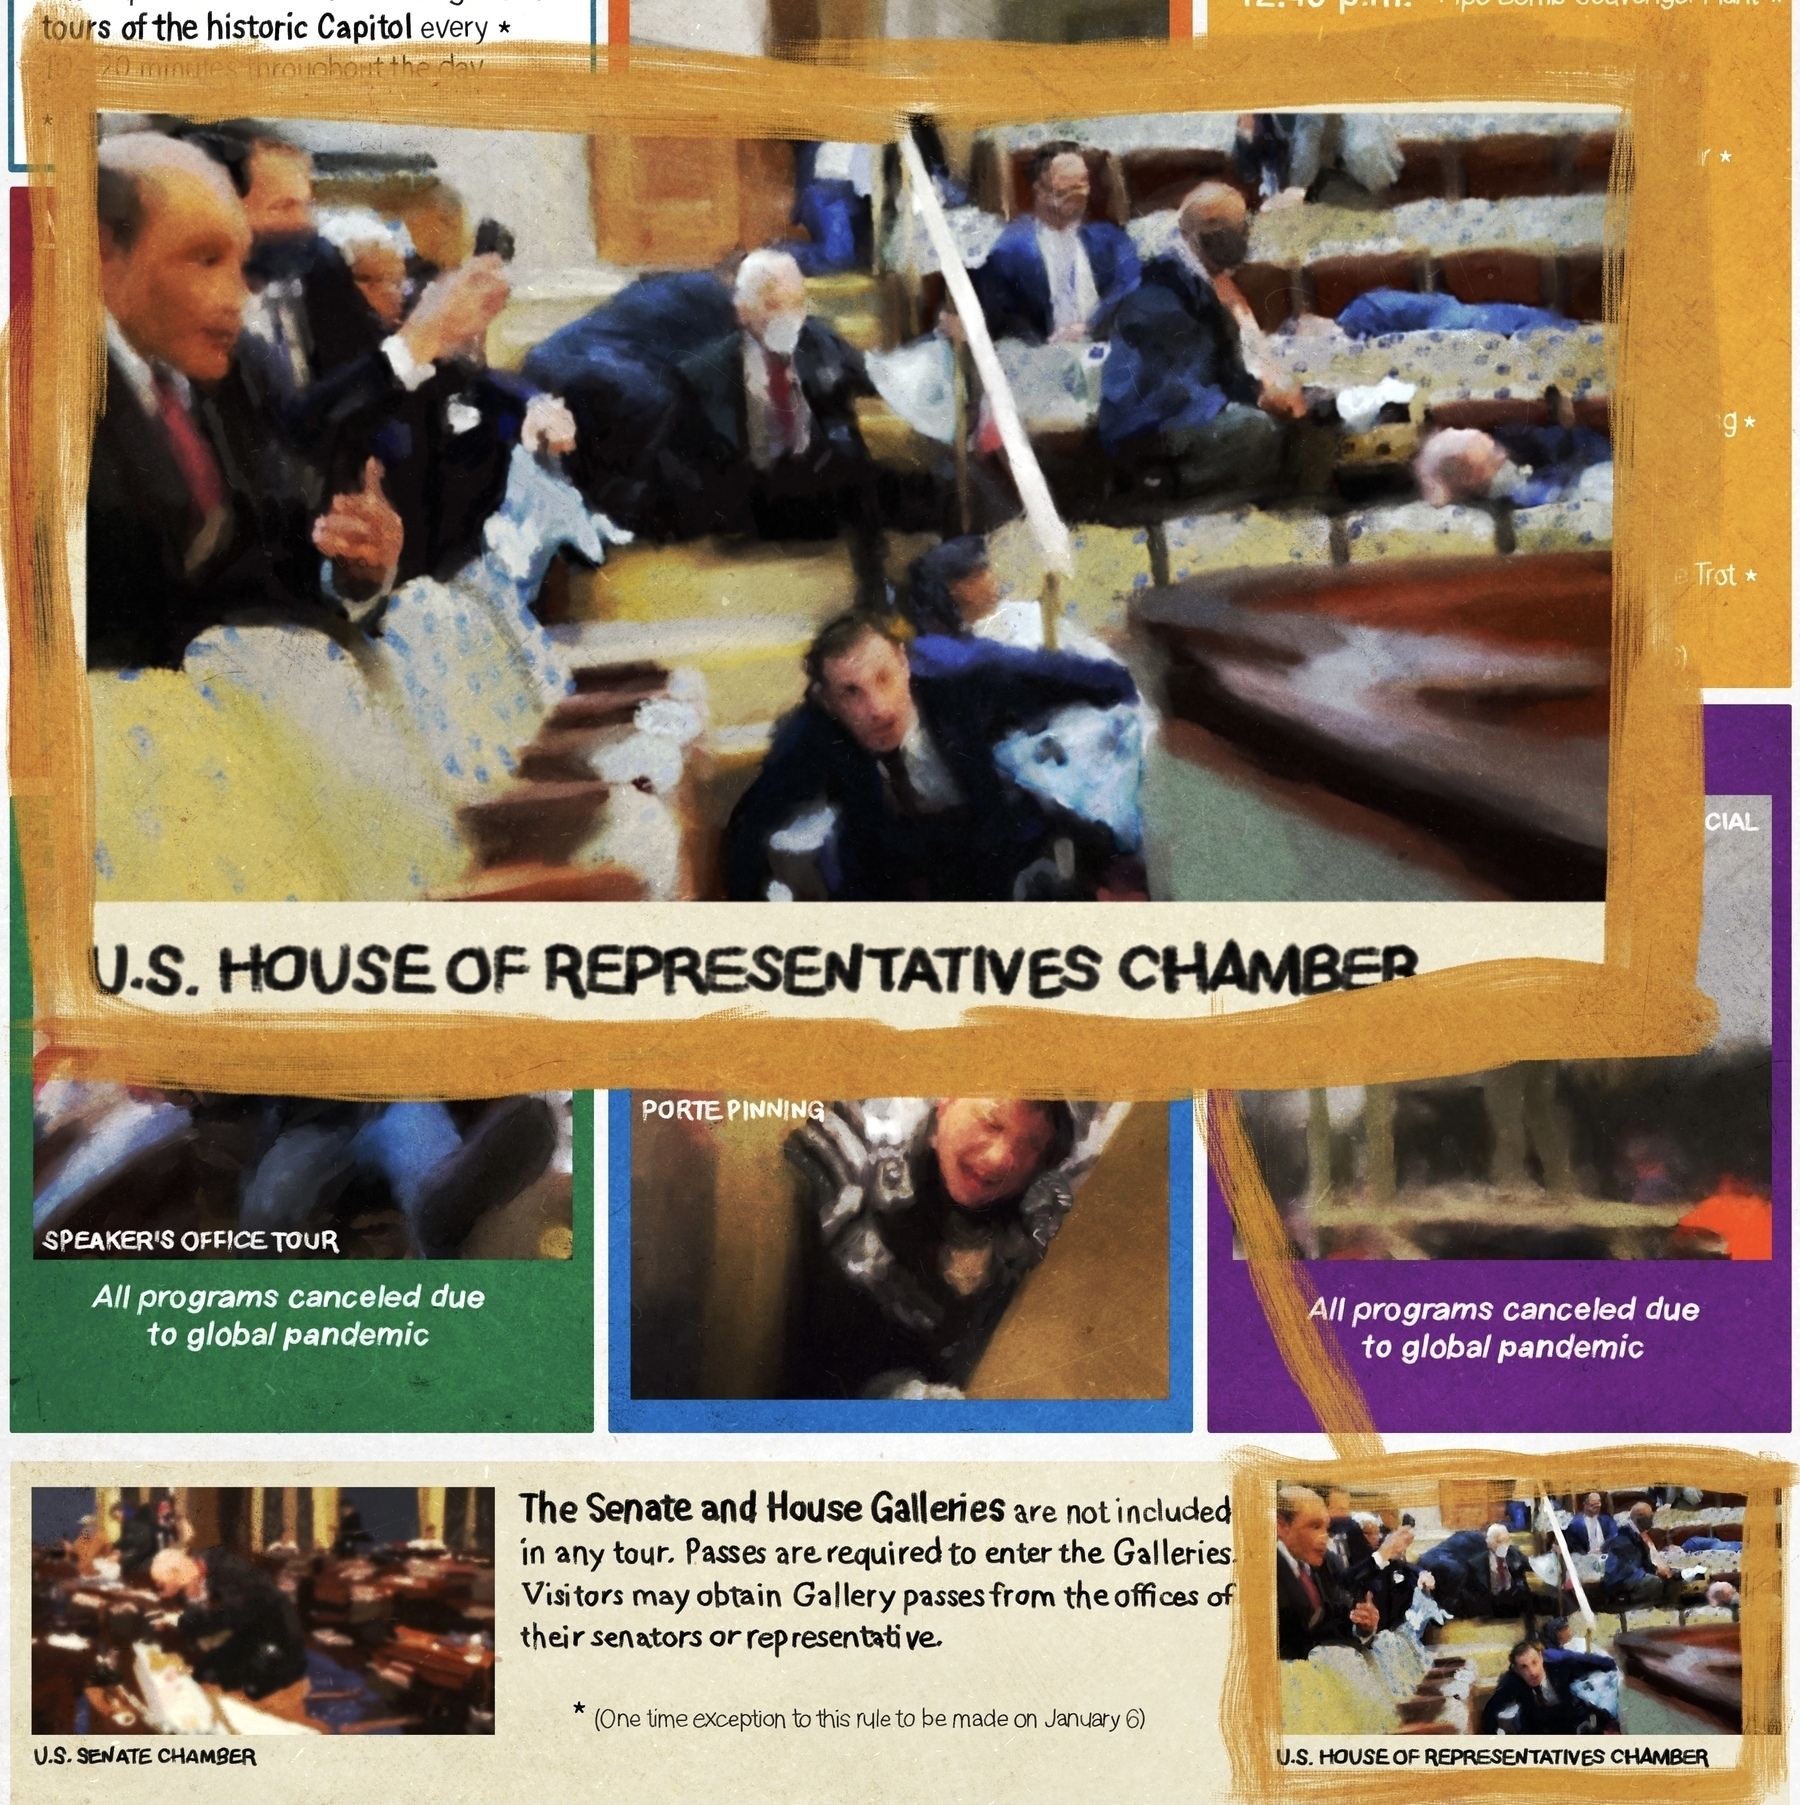 tours of the historic Capitol every *
10 - 20 minutes throughout the day
*
r *
g *
e Trot *
s)
U.S. HOUSE OF REPRESENTATIVES CHAMBER
CIAL
PORTE PINNING
SPEAKER'S OFFICE TOUR
All programs canceled due
to global pandemic
All programs canceled due
to global pandemic
The Senate and House Galleries are not included
in any tour. Passes are required to enter the Galleries.
Visitors may obtain Gallery passes from the offices of
their senators or representative.
* (One time exception to this rule to be made on January 6)
U.S. SENATE CHAMBER
U.S. HOUSE OF REPRESENTATIVES CHAMBER